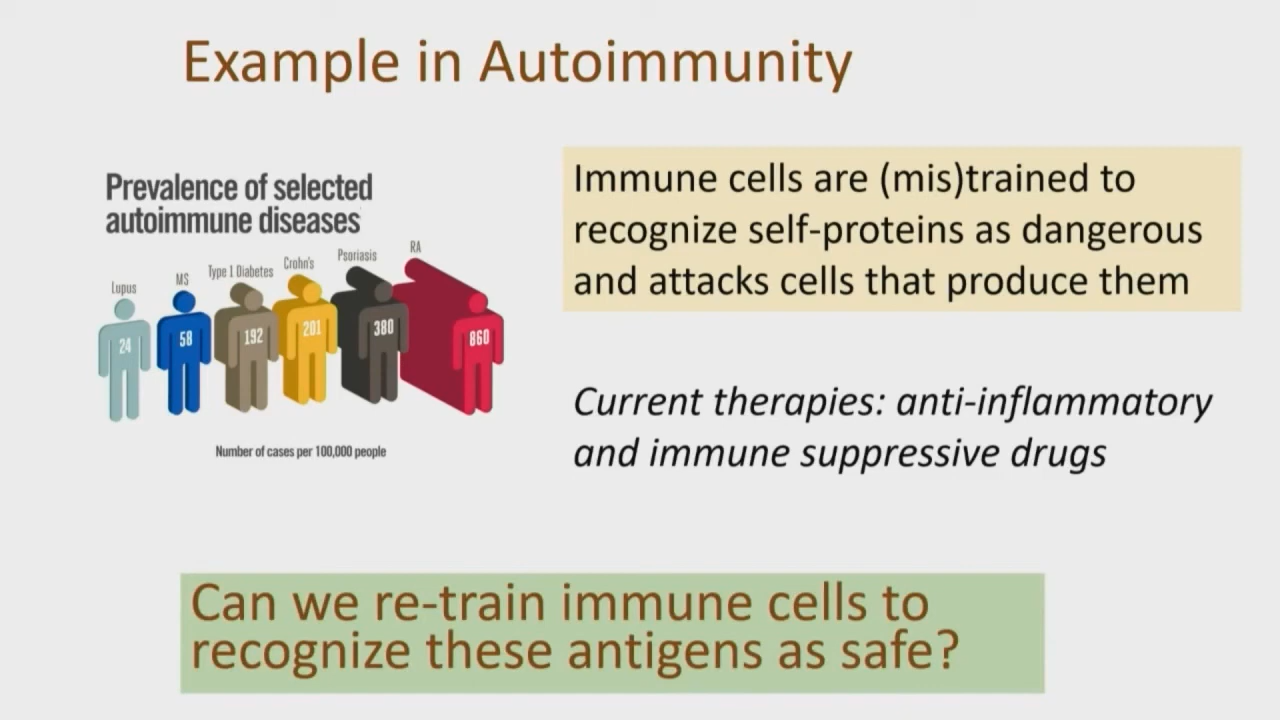 Example in Autoimmunity
Prevalence of selected
autoimmune diseases
Lupus
MS
Type 1 Diabetes
Crohn's
Psoriasis
RA
24
58
192
201
380
860
Number of cases per 100,000 people
Immune cells are (mis)trained to
recognize self-proteins as dangerous
and attacks cells that produce them
Current therapies: anti-inflammatory
and immune suppressive drugs
Can we re-train immune cells to
recognize these antigens as safe?